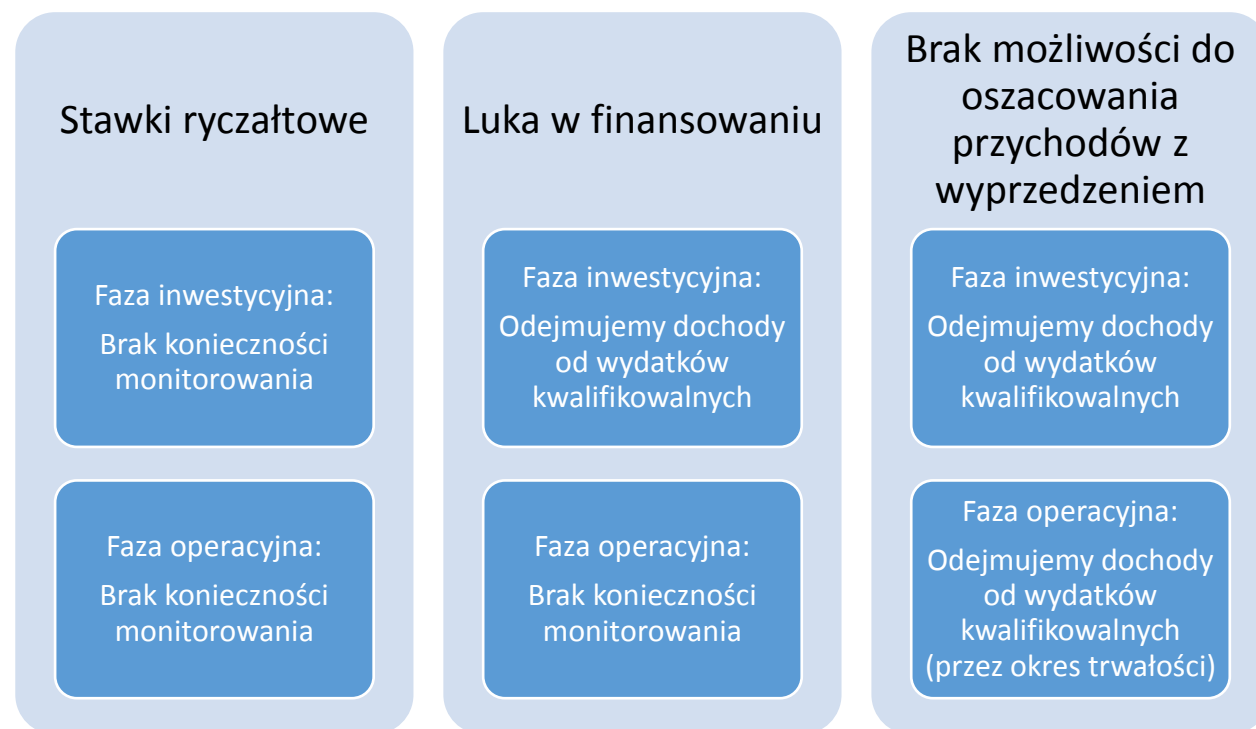 Stawki ryczałtowe
Faza inwestycyjna:
Brak konieczności
monitorowania
Faza operacyjna:
Brak konieczności
monitorowania
Luka w finansowaniu
Faza inwestycyjna:
Odejmujemy dochody
od wydatków
kwalifikowalnych
Faza operacyjna:
Brak konieczności
monitorowania
Brak możliwości do
oszacowania
przychodów z
wyprzedzeniem
Faza inwestycyjna:
Odejmujemy dochody
od wydatków
kwalifikowalnych
Faza operacyjna:
Odejmujemy dochody
od wydatków
kwalifikowalnych
(przez okres trwałości)